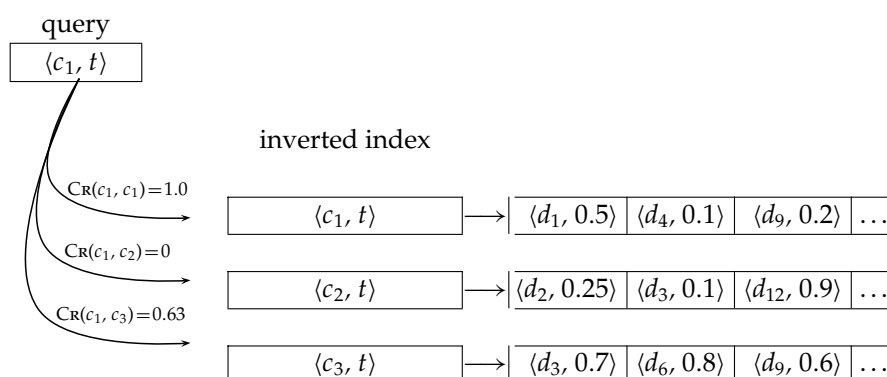 query
⟨c₁, t⟩
inverted index
CR(c₁, c₁)=1.0
⟨c₁, t⟩ ⟨d₁, 0.5⟩ ⟨d₄, 0.1⟩ ⟨d₉, 0.2⟩ ...
CR(c₁, c₂)=0
⟨c₂, t⟩ ⟨d₂, 0.25⟩ ⟨d₃, 0.1⟩ ⟨d₁₂, 0.9⟩ ...
CR(c₁, c₃)=0.63
⟨c₃, t⟩ ⟨d₃, 0.7⟩ ⟨d₆, 0.8⟩ ⟨d₉, 0.6⟩ ...